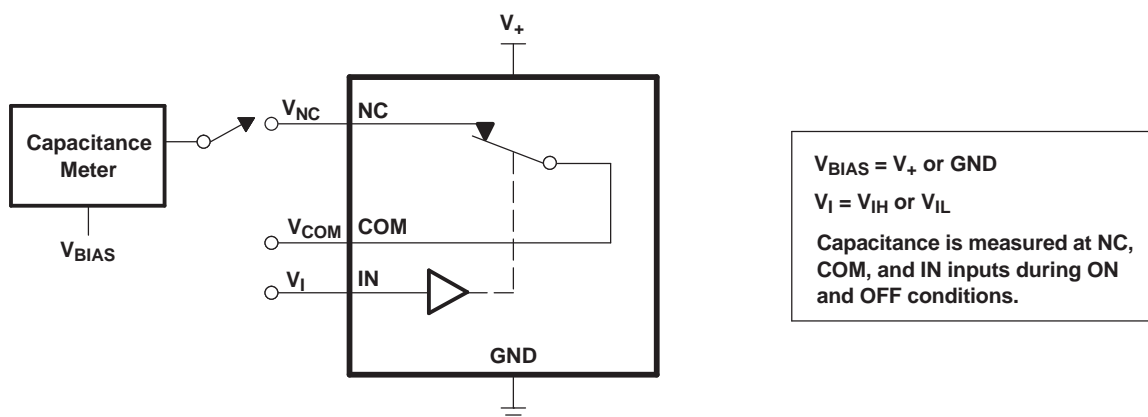 V+
Capacitance
Meter
VBIAS
VNC NC
VCOM COM
VI IN
GND
VBIAS = V+ or GND
VI = VIH or VIL
Capacitance is measured at NC,
COM, and IN inputs during ON
and OFF conditions.